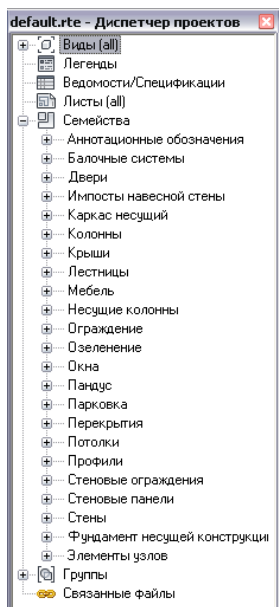 default.rte - Диспетчер проектов
Виды (all)
Легенды
Ведомости/Спецификации
Листы (all)
Семейства
Аннотационные обозначения
Балочные системы
Двери
Импосты навесной стены
Каркас несущий
Колонны
Крыши
Лестницы
Мебель
Несущие колонны
Ограждение
Озеленение
Окна
Пандус
Парковка
Перекрытия
Потолки
Профили
Стеновые ограждения
Стеновые панели
Стены
Фундамент несущей конструкци
Элементы узлов
Группы
Связанные файлы